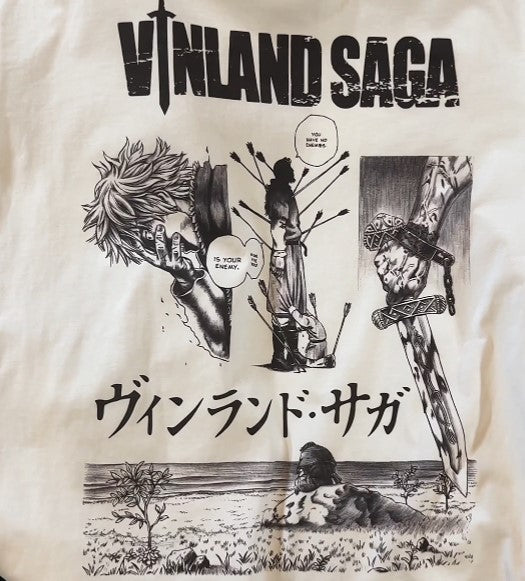 VINLAND SAGA
YOU
HAVE NO
ENEMIES.
IS YOUR
ENEMY.
ヴィンランド・サガ